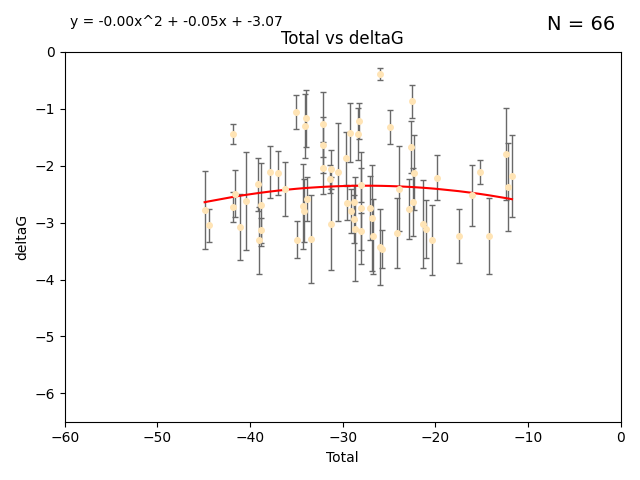 y = -0.00x^2 + -0.05x + -3.07
N = 66
Total vs deltaG
0
−1
−2
−3
−4
−5
−6
deltaG
−60 −50 −40 −30 −20 −10 0
Total